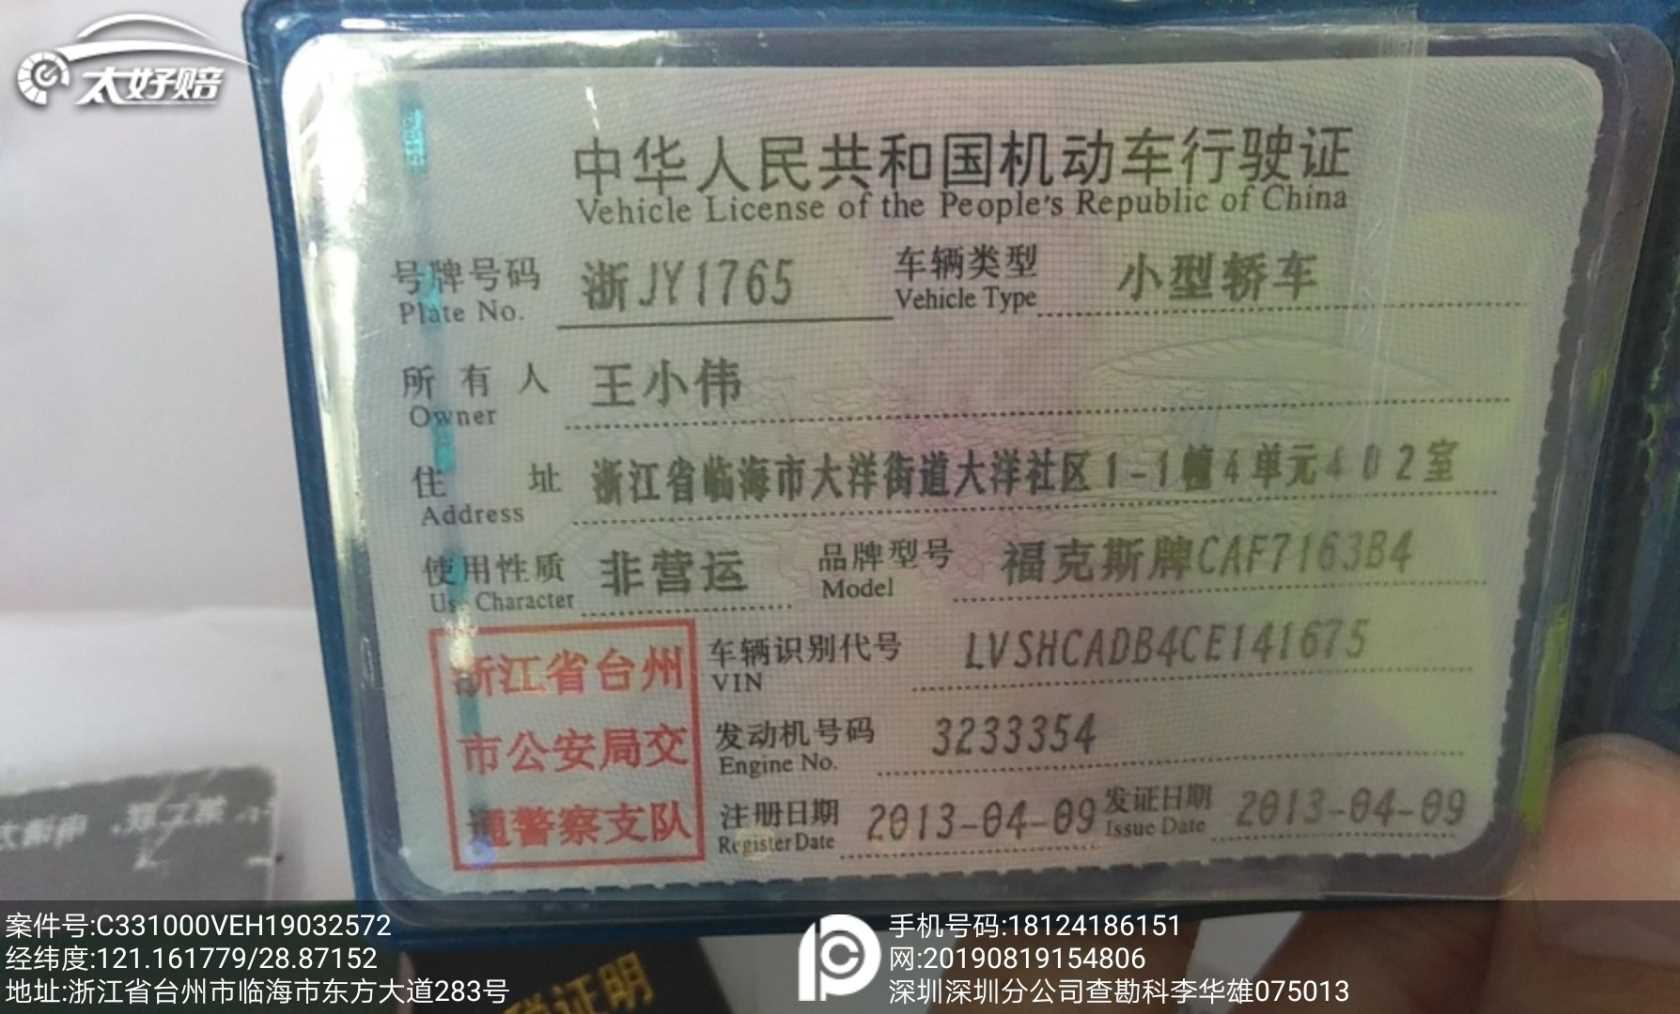 太好赔
中华人民共和国机动车行驶证
Vehicle License of the People's Republic of China
号牌号码 浙JY1765 车辆类型 小型轿车
Plate No. Vehicle Type
所有人 王小伟
Owner
住址 浙江省临海市大洋街道大洋社区1-1幢4单元402室
Address
使用性质 非营运 品牌型号 福克斯牌CAF7163B4
Use Character Model
浙江省台州
市公安局交
通警察支队
车辆识别代号 LVSHCADB4CE141675
VIN
发动机号码 3233354
Engine No.
注册日期 2013-04-09 发证日期 2013-04-09
Register Date Issue Date
案件号:C331000VEH19032572
经纬度:121.161779/28.87152
地址:浙江省台州市临海市东方大道283号
手机号码:18124186151
网:20190819154806
深圳深圳分公司查勘科李华雄075013
证明